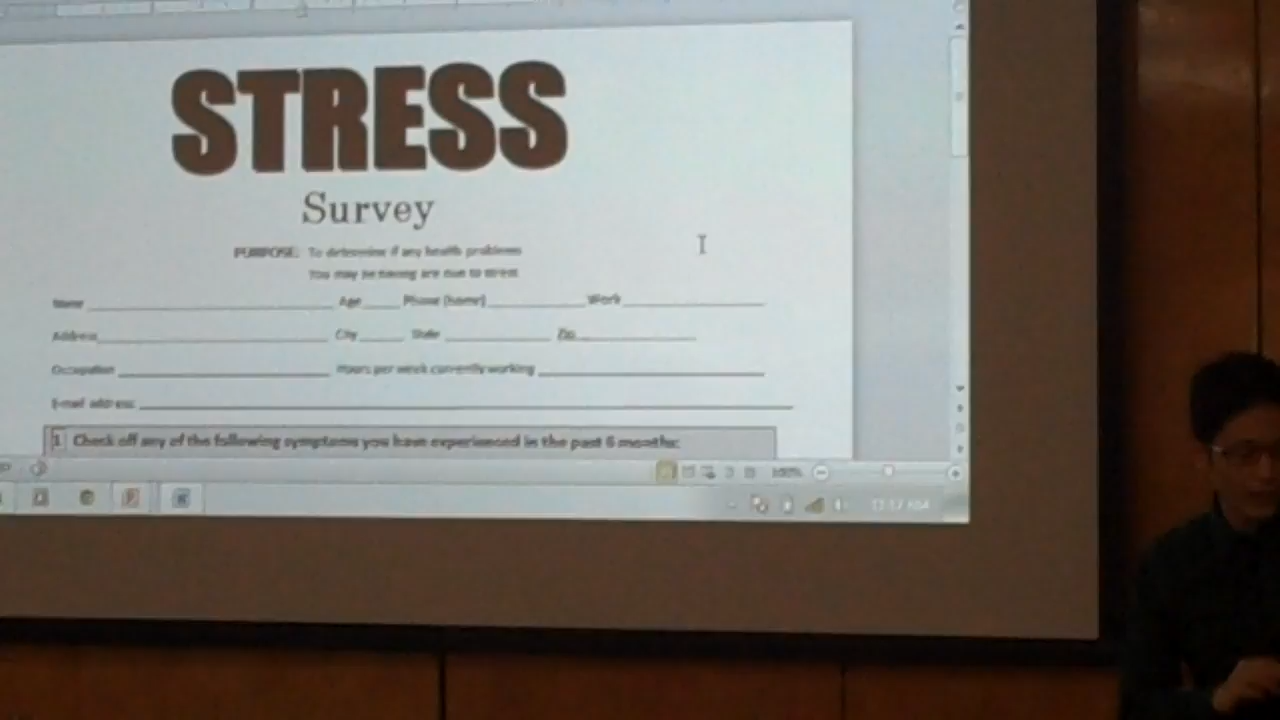 STRESS
Survey
PURPOSE: To determine if any health problems
You may be having are due to stress
Name Age Phone (home) Work
Address City State Zip
Occupation Hours per week currently working
E-mail address
1 Check off any of the following symptoms you have experienced in the past 6 months:
100%